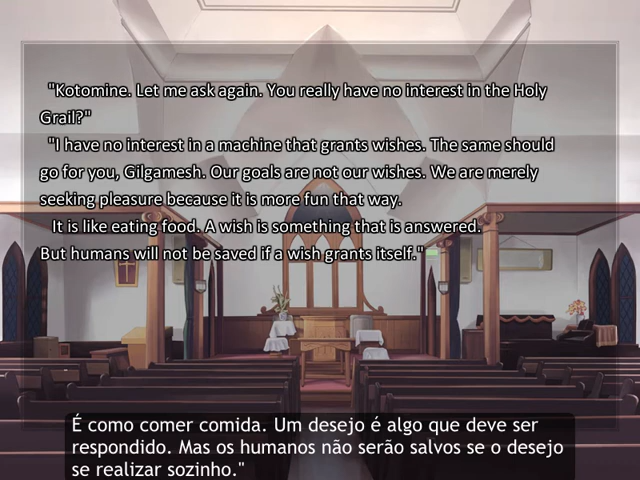 "Kotomine. Let me ask again. You really have no interest in the Holy
Grail?"
"I have no interest in a machine that grants wishes. The same should
go for you, Gilgamesh. Our goals are not our wishes. We are merely
seeking pleasure because it is more fun that way.
It is like eating food. A wish is something that is answered.
But humans will not be saved if a wish grants itself."
É como comer comida. Um desejo é algo que deve ser
respondido. Mas os humanos não serão salvos se o desejo
se realizar sozinho."